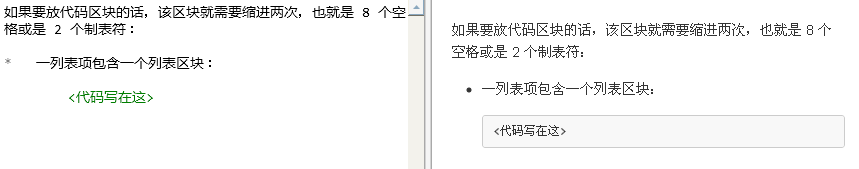 如果要放代码区块的话，该区块就需要缩进两次，也就是 8 个空
格或是 2 个制表符：
*   一列表项包含一个列表区块：
<代码写在这>
如果要放代码区块的话，该区块就需要缩进两次，也就是 8 个
空格或是 2 个制表符：
• 一列表项包含一个列表区块：
<代码写在这>